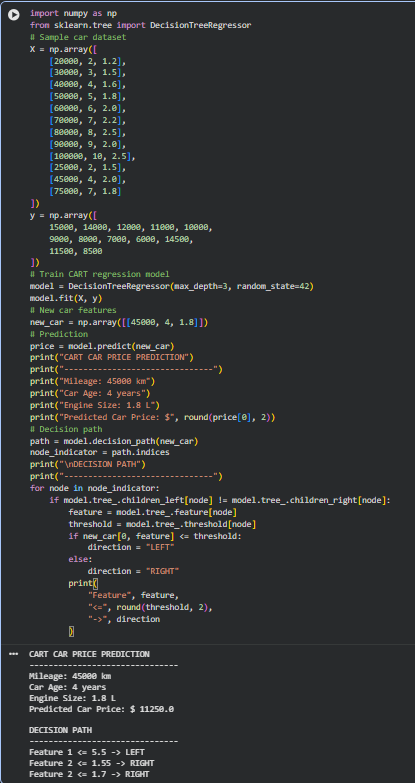 import numpy as np
from sklearn.tree import DecisionTreeRegressor
# Sample car dataset
X = np.array([
    [20000, 2, 1.2],
    [30000, 3, 1.5],
    [40000, 4, 1.6],
    [50000, 5, 1.8],
    [60000, 6, 2.0],
    [70000, 7, 2.2],
    [80000, 8, 2.5],
    [90000, 9, 2.0],
    [100000, 10, 2.5],
    [25000, 2, 1.5],
    [45000, 4, 2.0],
    [75000, 7, 1.8]
])
y = np.array([
    15000, 14000, 12000, 11000, 10000,
    9000, 8000, 7000, 6000, 14500,
    11500, 8500
])
# Train CART regression model
model = DecisionTreeRegressor(max_depth=3, random_state=42)
model.fit(X, y)
# New car features
new_car = np.array([[45000, 4, 1.8]])
# Prediction
price = model.predict(new_car)
print("CART CAR PRICE PREDICTION")
print("------------------------------")
print("Mileage: 45000 km")
print("Car Age: 4 years")
print("Engine Size: 1.8 L")
print("Predicted Car Price: $", round(price[0], 2))
# Decision path
path = model.decision_path(new_car)
node_indicator = path.indices
print("\nDECISION PATH")
print("------------------------------")
for node in node_indicator:
    if model.tree_.children_left[node] != model.tree_.children_right[node]:
        feature = model.tree_.feature[node]
        threshold = model.tree_.threshold[node]
        if new_car[0, feature] <= threshold:
            direction = "LEFT"
        else:
            direction = "RIGHT"
        print(
            "Feature", feature,
            "<=", round(threshold, 2),
            "->", direction
        )
CART CAR PRICE PREDICTION
------------------------------
Mileage: 45000 km
Car Age: 4 years
Engine Size: 1.8 L
Predicted Car Price: $ 11250.0

DECISION PATH
------------------------------
Feature 1 <= 5.5 -> LEFT
Feature 2 <= 1.55 -> RIGHT
Feature 2 <= 1.7 -> RIGHT